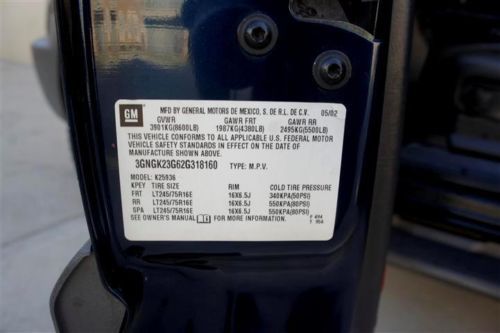 GM MFD BY GENERAL MOTORS DE MEXICO, S. DE R.L. DE C.V. 05/02
GVWR GAWR FRT GAWR RR
3901KG(8600LB) 1987KG(4380LB) 2495KG(5500LB)
THIS VEHICLE CONFORMS TO ALL APPLICABLE U.S. FEDERAL MOTOR
VEHICLE SAFETY STANDARDS IN EFFECT ON THE DATE OF
MANUFACTURE SHOWN ABOVE.
3GNGK23G62G318160 TYPE: M.P.V.
MODEL: K25936
KPEY TIRE SIZE RIM COLD TIRE PRESSURE
FRT LT245/75R16E 16X6.5J 340KPA(50PSI)
RR LT245/75R16E 16X6.5J 550KPA(80PSI)
SPA LT245/75R16E 16X6.5J 550KPA(80PSI)
SEE OWNER'S MANUAL FOR MORE INFORMATION.